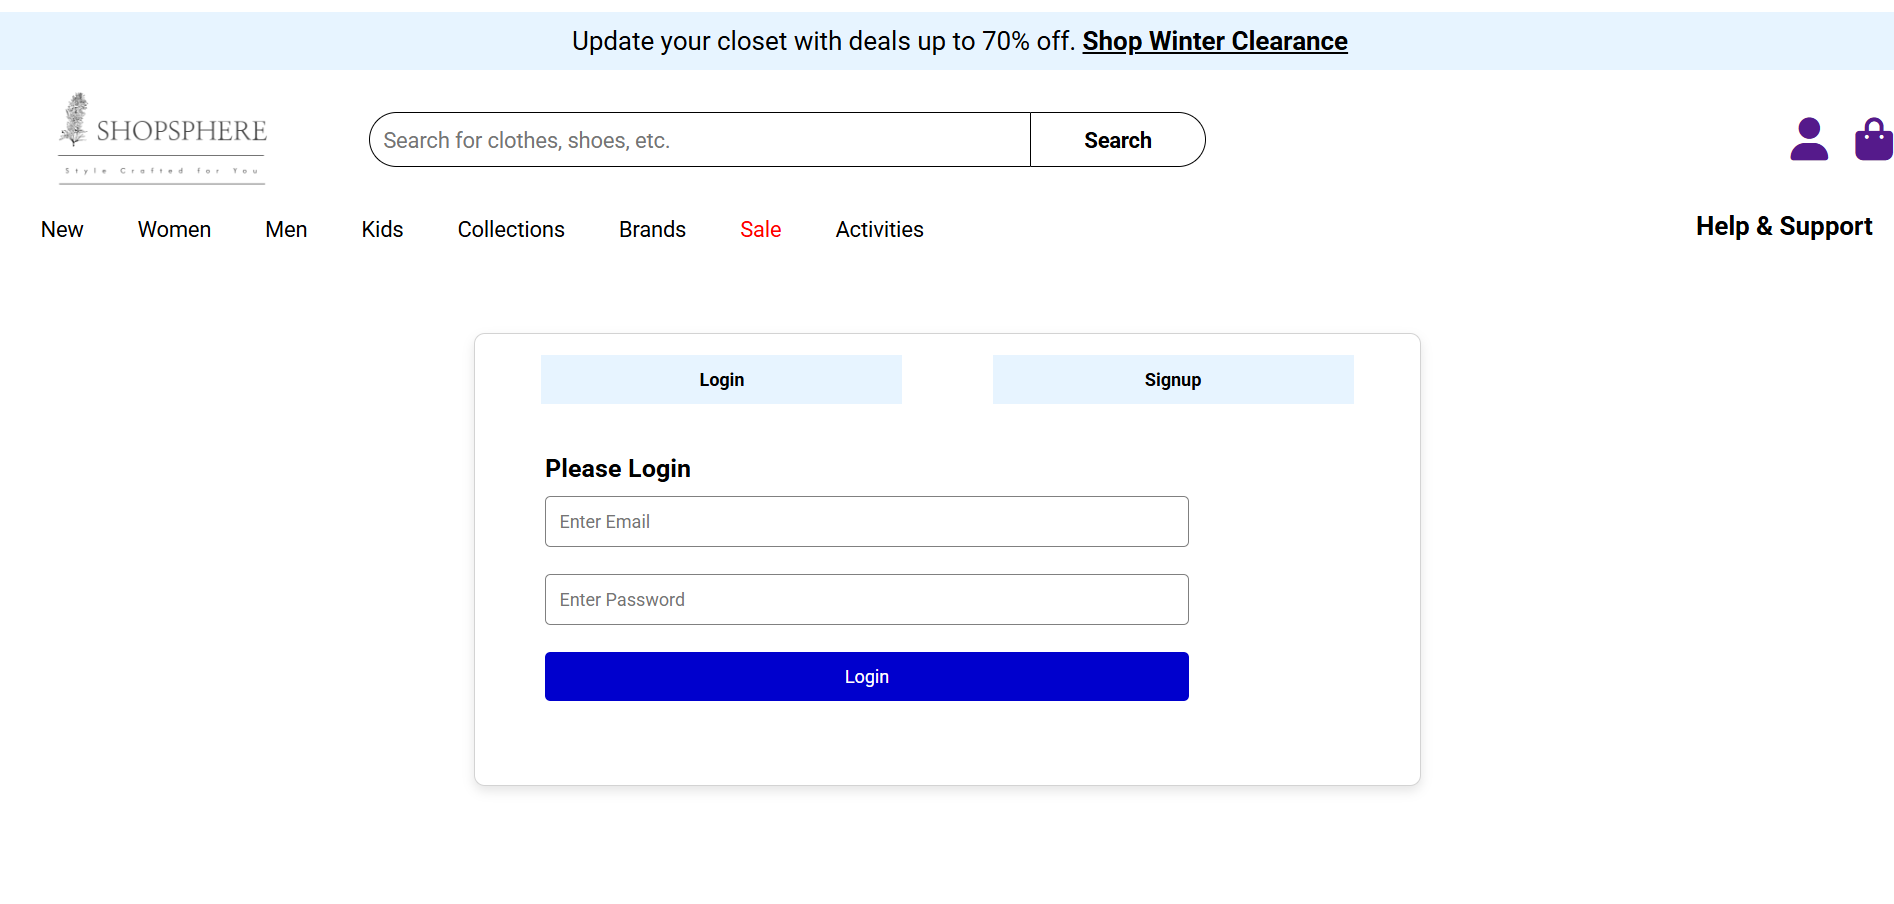 Update your closet with deals up to 70% off. Shop Winter Clearance
SHOPSPHERE
Style Crafted for You
Search for clothes, shoes, etc.
Search
New
Women
Men
Kids
Collections
Brands
Sale
Activities
Help & Support
Login
Signup
Please Login
Enter Email
Enter Password
Login